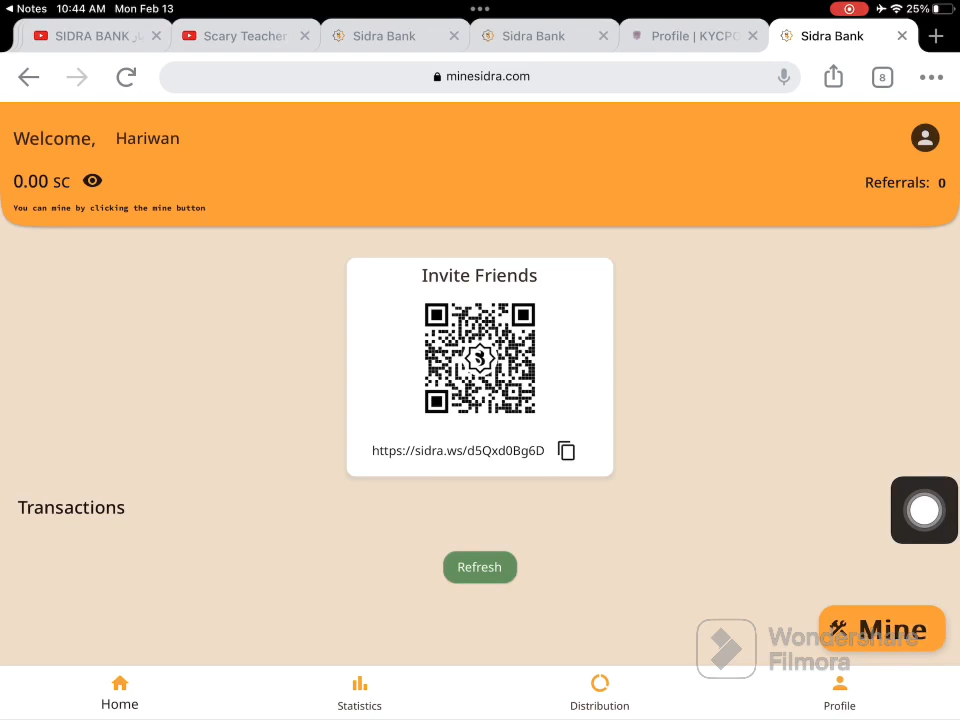 Notes 10:44 AM Mon Feb 13 25%
SIDRA BANK Scary Teacher Sidra Bank Sidra Bank Profile | KYCPO Sidra Bank
minesidra.com 8
Welcome, Hariwan
0.00 SC Referrals: 0
You can mine by clicking the mine button
Invite Friends
https://sidra.ws/d5Qxd0Bg6D
Transactions
Refresh
Mine
Wondershare
Filmora
Home Statistics Distribution Profile